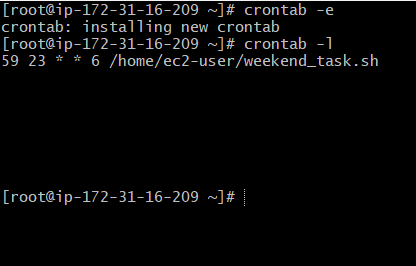 [root@ip-172-31-16-209 ~]# crontab -e
crontab: installing new crontab
[root@ip-172-31-16-209 ~]# crontab -l
59 23 * * 6 /home/ec2-user/weekend_task.sh
[root@ip-172-31-16-209 ~]#